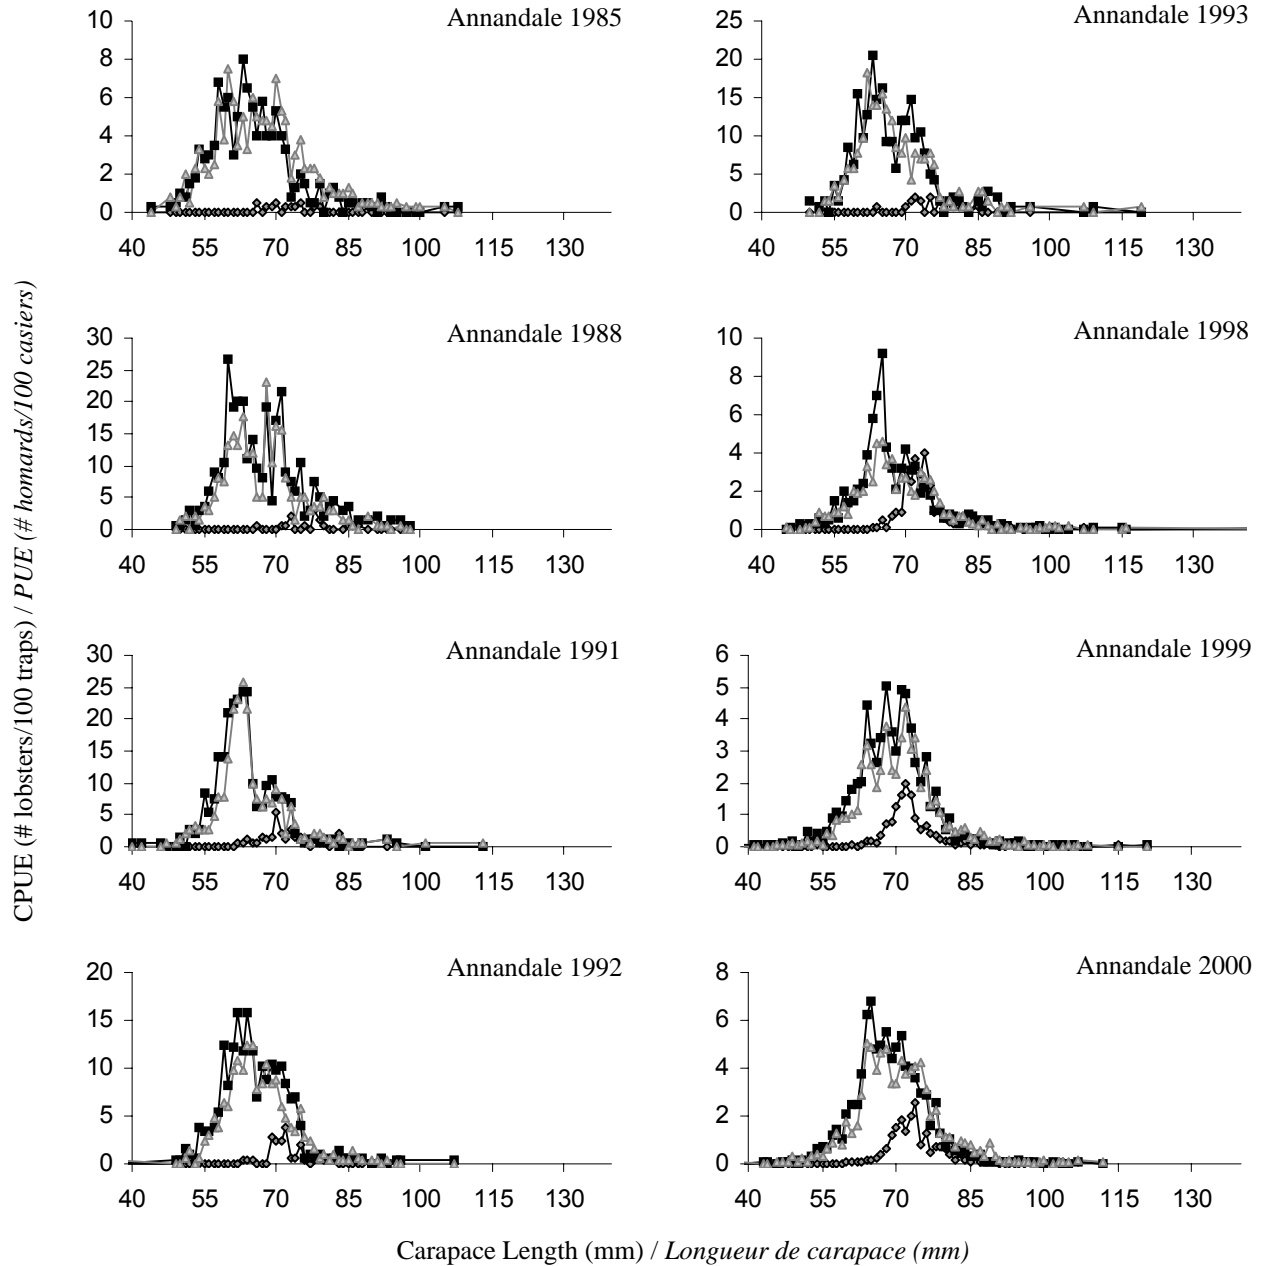 Annandale 1985
10
8
6
4
2
0
40 55 70 85 100 115 130
Annandale 1993
25
20
15
10
5
0
40 55 70 85 100 115 130
Annandale 1988
30
25
20
15
10
5
0
40 55 70 85 100 115 130
Annandale 1998
10
8
6
4
2
0
40 55 70 85 100 115 130
Annandale 1991
30
25
20
15
10
5
0
40 55 70 85 100 115 130
Annandale 1999
6
5
4
3
2
1
0
40 55 70 85 100 115 130
Annandale 1992
20
15
10
5
0
40 55 70 85 100 115 130
Annandale 2000
8
6
4
2
0
40 55 70 85 100 115 130
CPUE (# lobsters/100 traps) / PUE (# homards/100 casiers)
Carapace Length (mm) / Longueur de carapace (mm)